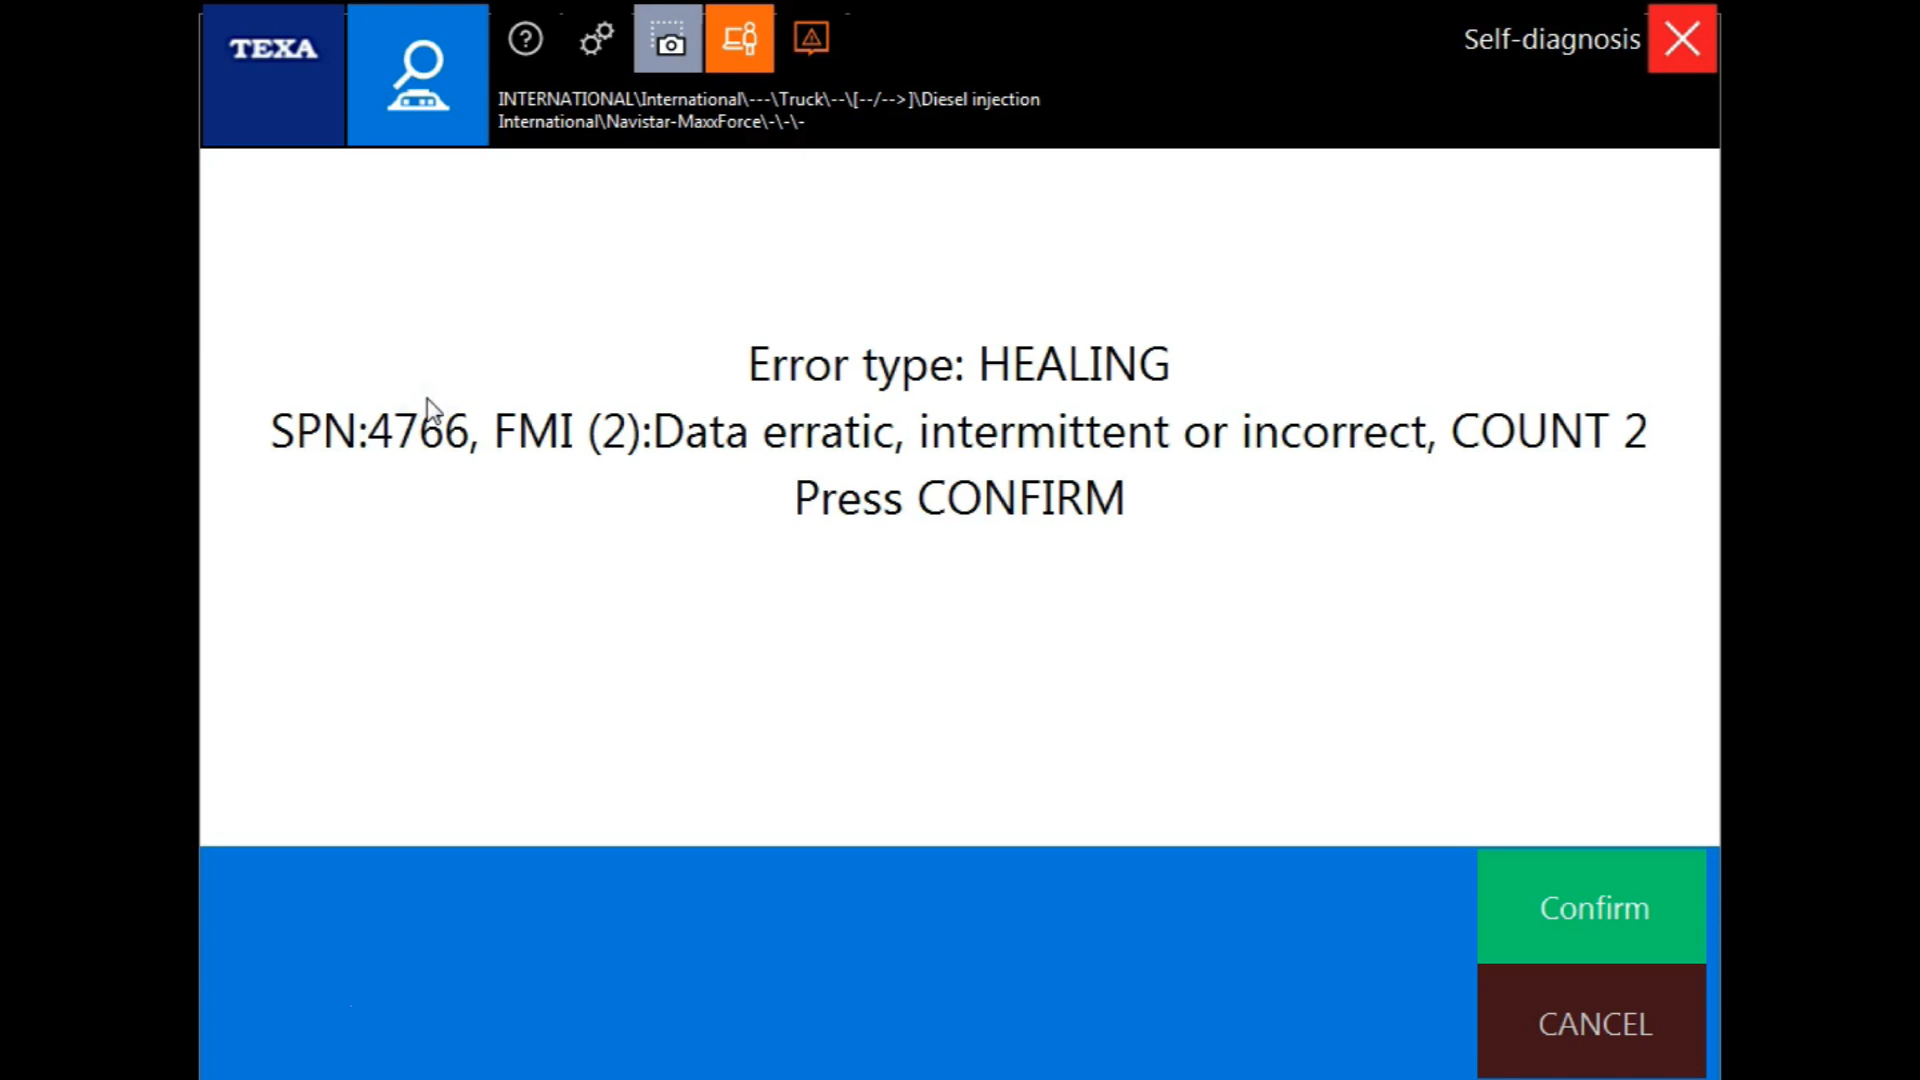 TEXA
Self-diagnosis
INTERNATIONAL\International\---\Truck\--\[--/-->]\Diesel injection
International\Navistar-MaxxForce\-\-\-
Error type: HEALING
SPN:4766, FMI (2):Data erratic, intermittent or incorrect, COUNT 2
Press CONFIRM
Confirm
CANCEL